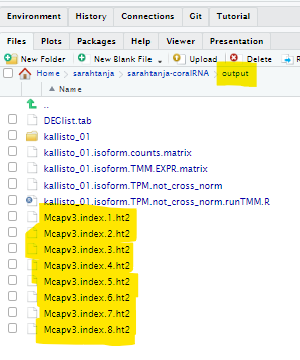 Environment History Connections Git Tutorial
Files Plots Packages Help Viewer Presentation
New Folder New Blank File Upload Delete
Home sarahtanja sarahtanja-coralRNA output
Name
..
DEGlist.tab
kallisto_01
kallisto_01.isoform.counts.matrix
kallisto_01.isoform.TMM.EXPR.matrix
kallisto_01.isoform.TPM.not_cross_norm
kallisto_01.isoform.TPM.not_cross_norm.runTMM.R
Mcapv3.index.1.ht2
Mcapv3.index.2.ht2
Mcapv3.index.3.ht2
Mcapv3.index.4.ht2
Mcapv3.index.5.ht2
Mcapv3.index.6.ht2
Mcapv3.index.7.ht2
Mcapv3.index.8.ht2